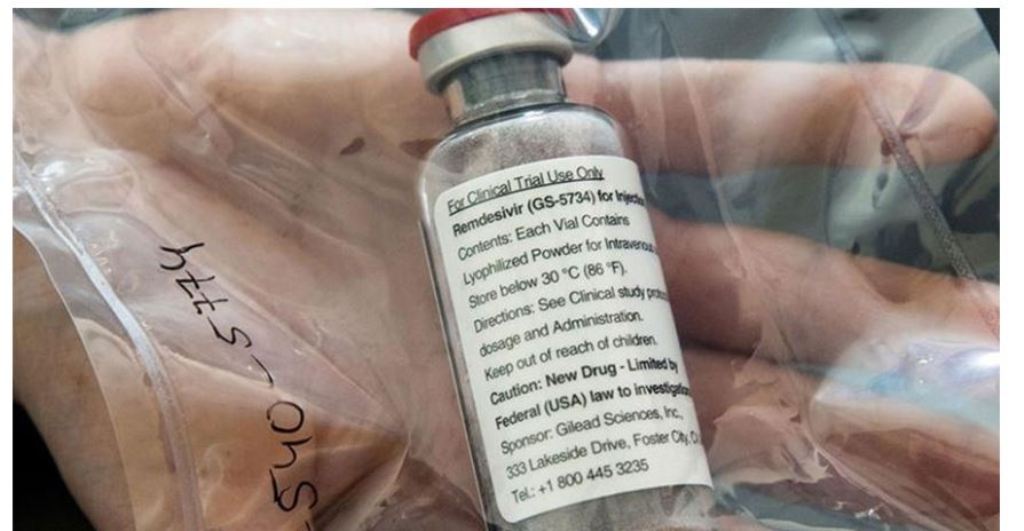 For Clinical Trial Use Only
Remdesivir (GS-5734) for
Contents: Each Vial Contains
Lyophilized Powder for
Store below 30 °C (86 °F).
Directions: See Clinical study
dosage and Administration.
Keep out of reach of children.
Caution: New Drug - Limited by
Federal (USA) law to
Sponsor: Gilead Sciences, Inc.,
333 Lakeside Drive, Foster City,
Tel.: +1 800 445 3235